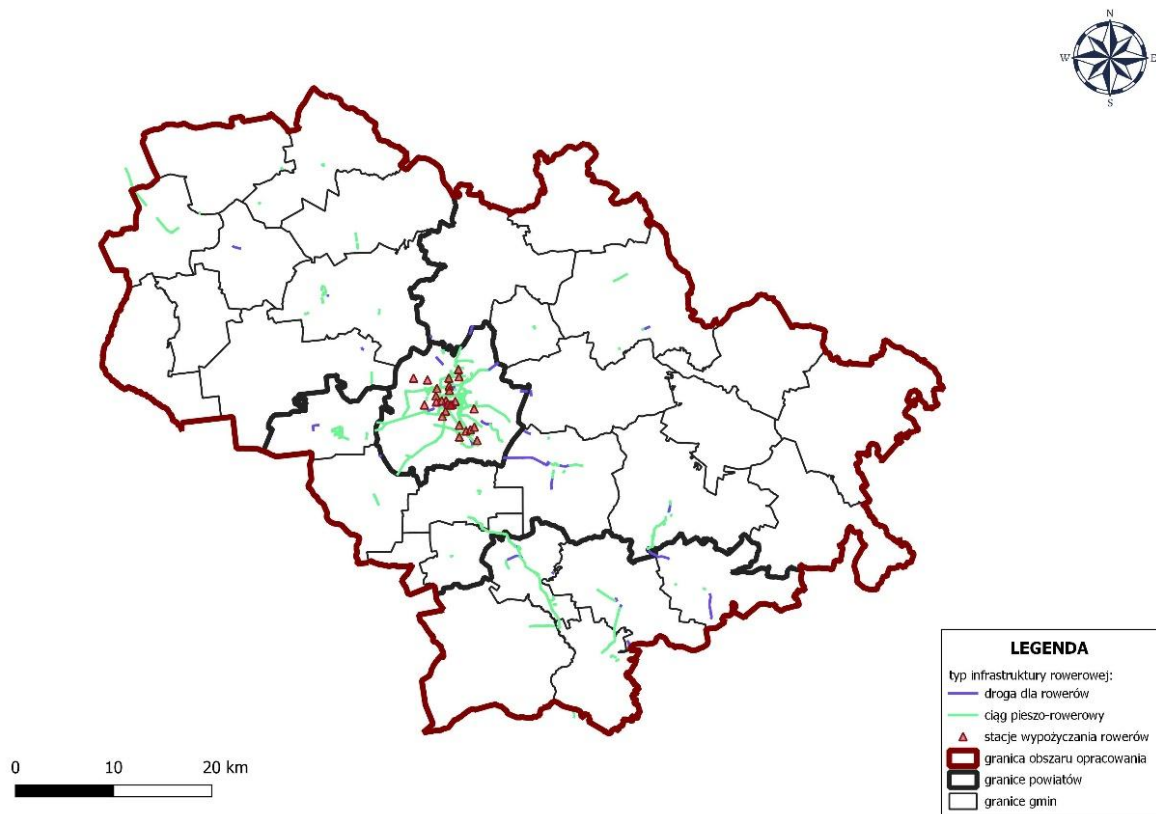 N
W E
S
LEGENDA
typ infrastruktury rowerowej:
droga dla rowerów
ciąg pieszo-rowerowy
stacje wypożyczania rowerów
granica obszaru opracowania
granice powiatów
granice gmin
0 10 20 km